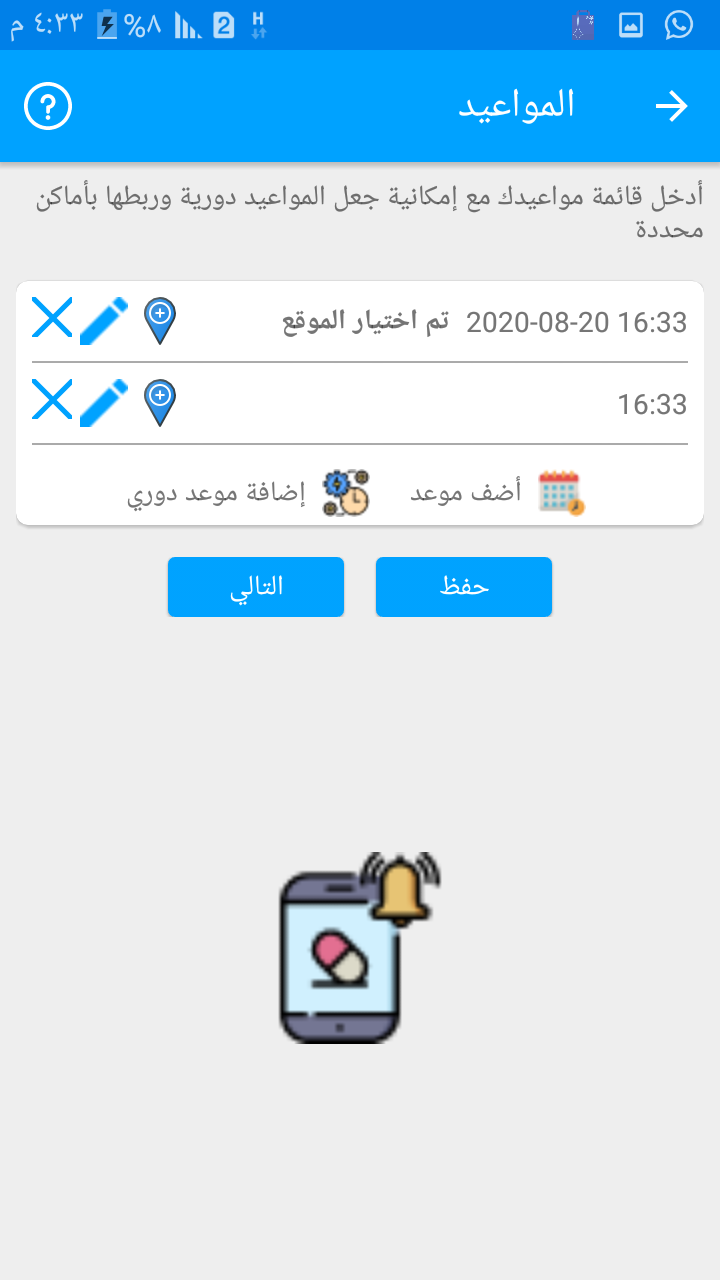 ٤:٣٣ م
%٨
2
H
المواعيد
?
أدخل قائمة مواعيدك مع إمكانية جعل المواعيد دورية وربطها بأماكن
محددة
2020-08-20 16:33 تم اختيار الموقع
16:33
أضف موعد
إضافة موعد دوري
حفظ
التالي